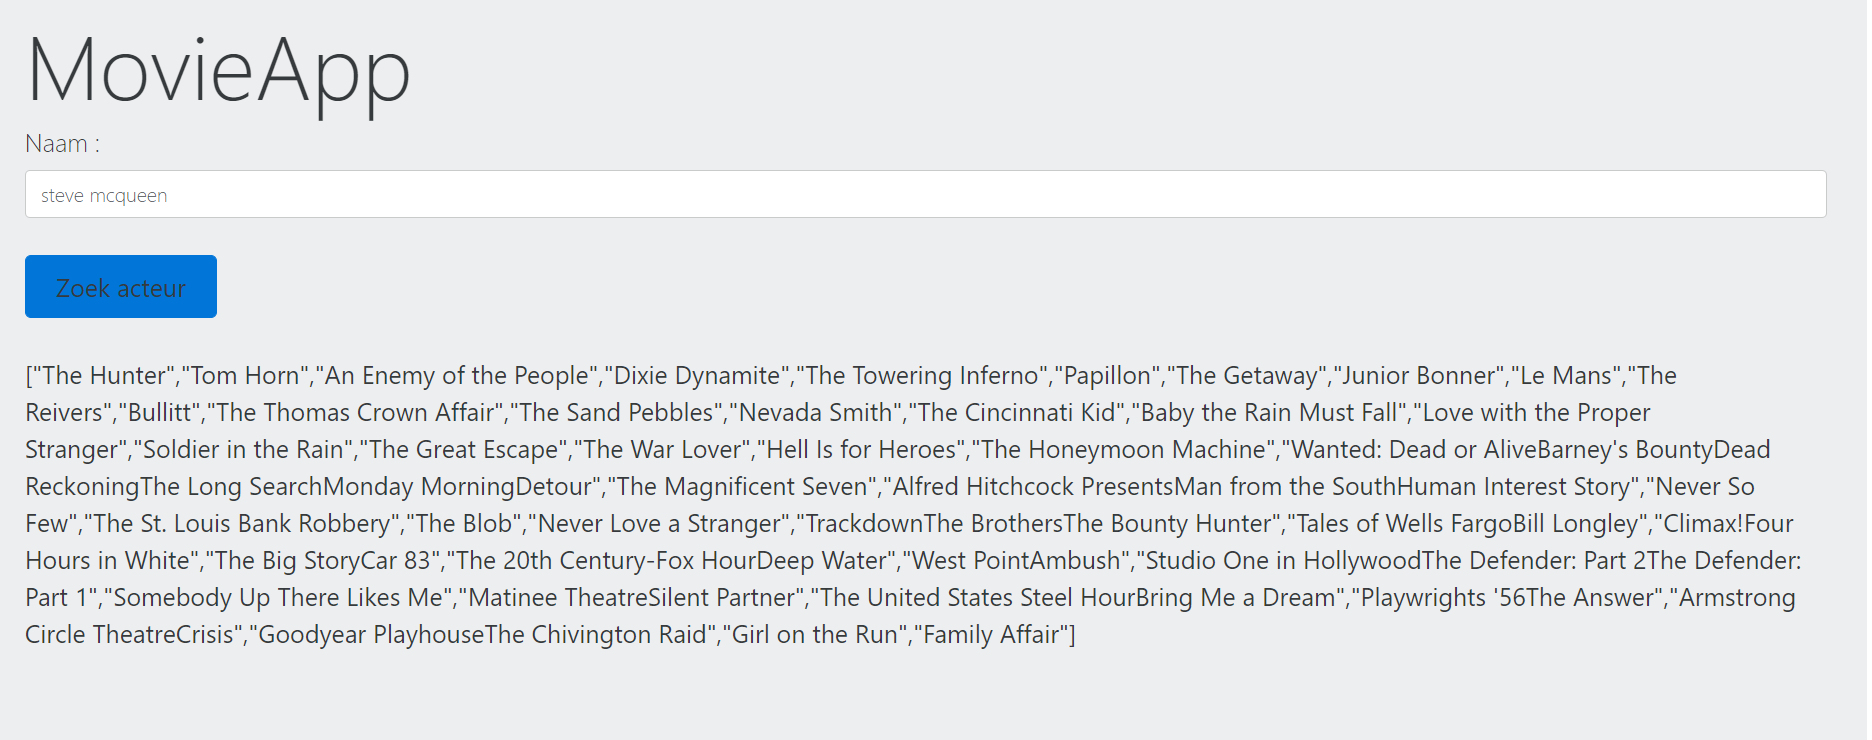 MovieApp
Naam :
steve mcqueen
Zoek acteur
["The Hunter","Tom Horn","An Enemy of the People","Dixie Dynamite","The Towering Inferno","Papillon","The Getaway","Junior Bonner","Le Mans","The
Reivers","Bullitt","The Thomas Crown Affair","The Sand Pebbles","Nevada Smith","The Cincinnati Kid","Baby the Rain Must Fall","Love with the Proper
Stranger","Soldier in the Rain","The Great Escape","The War Lover","Hell Is for Heroes","The Honeymoon Machine","Wanted: Dead or AliveBarney's BountyDead
ReckoningThe Long SearchMonday MorningDetour","The Magnificent Seven","Alfred Hitchcock PresentsMan from the SouthHuman Interest Story","Never So
Few","The St. Louis Bank Robbery","The Blob","Never Love a Stranger","TrackdownThe BrothersThe Bounty Hunter","Tales of Wells FargoBill Longley","Climax!Four
Hours in White","The Big StoryCar 83","The 20th Century-Fox HourDeep Water","West PointAmbush","Studio One in HollywoodThe Defender: Part 2The Defender:
Part 1","Somebody Up There Likes Me","Matinee TheatreSilent Partner","The United States Steel HourBring Me a Dream","Playwrights '56The Answer","Armstrong
Circle TheatreCrisis","Goodyear PlayhouseThe Chivington Raid","Girl on the Run","Family Affair"]